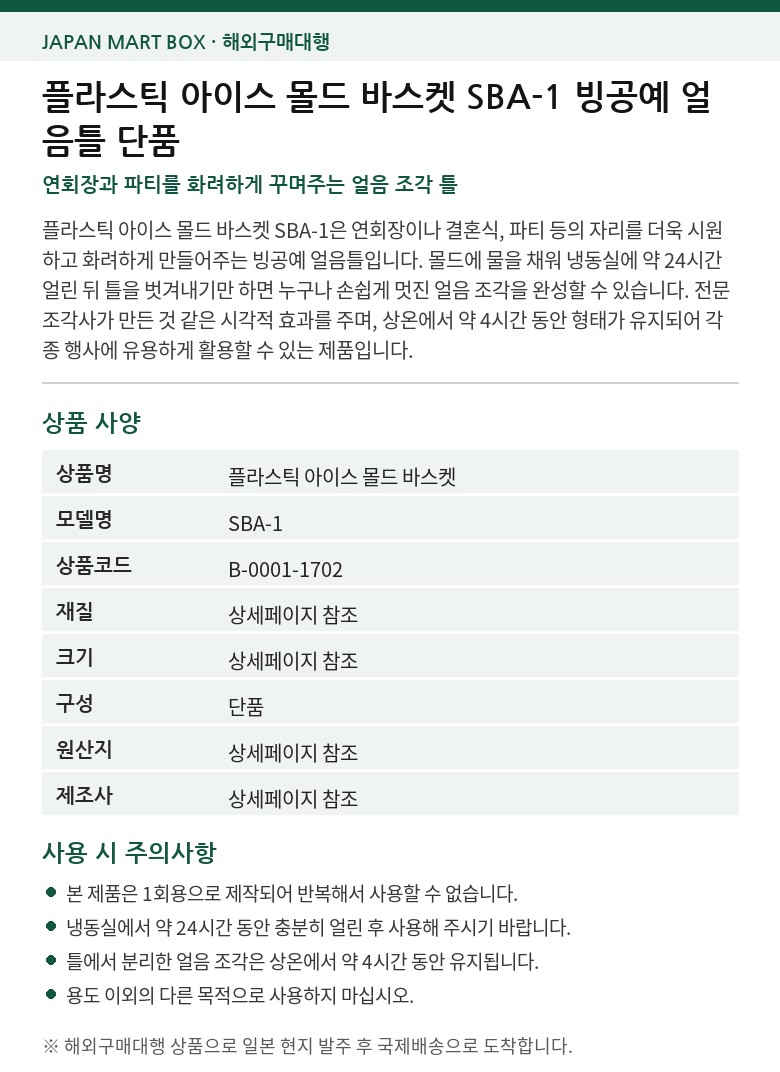 JAPAN MART BOX · 해외구매대행
플라스틱 아이스 몰드 바스켓 SBA-1 빙공예 얼
음틀 단품
연회장과 파티를 화려하게 꾸며주는 얼음 조각 틀
플라스틱 아이스 몰드 바스켓 SBA-1은 연회장이나 결혼식, 파티 등의 자리를 더욱 시원
하고 화려하게 만들어주는 빙공예 얼음틀입니다. 몰드에 물을 채워 냉동실에 약 24시간
얼린 뒤 틀을 벗겨내기만 하면 누구나 손쉽게 멋진 얼음 조각을 완성할 수 있습니다. 전문
조각사가 만든 것 같은 시각적 효과를 주며, 상온에서 약 4시간 동안 형태가 유지되어 각
종 행사에 유용하게 활용할 수 있는 제품입니다.
상품 사양
상품명 플라스틱 아이스 몰드 바스켓
모델명 SBA-1
상품코드 B-0001-1702
재질 상세페이지 참조
크기 상세페이지 참조
구성 단품
원산지 상세페이지 참조
제조사 상세페이지 참조
사용 시 주의사항
● 본 제품은 1회용으로 제작되어 반복해서 사용할 수 없습니다.
● 냉동실에서 약 24시간 동안 충분히 얼린 후 사용해 주시기 바랍니다.
● 틀에서 분리한 얼음 조각은 상온에서 약 4시간 동안 유지됩니다.
● 용도 이외의 다른 목적으로 사용하지 마십시오.
※ 해외구매대행 상품으로 일본 현지 발주 후 국제배송으로 도착합니다.